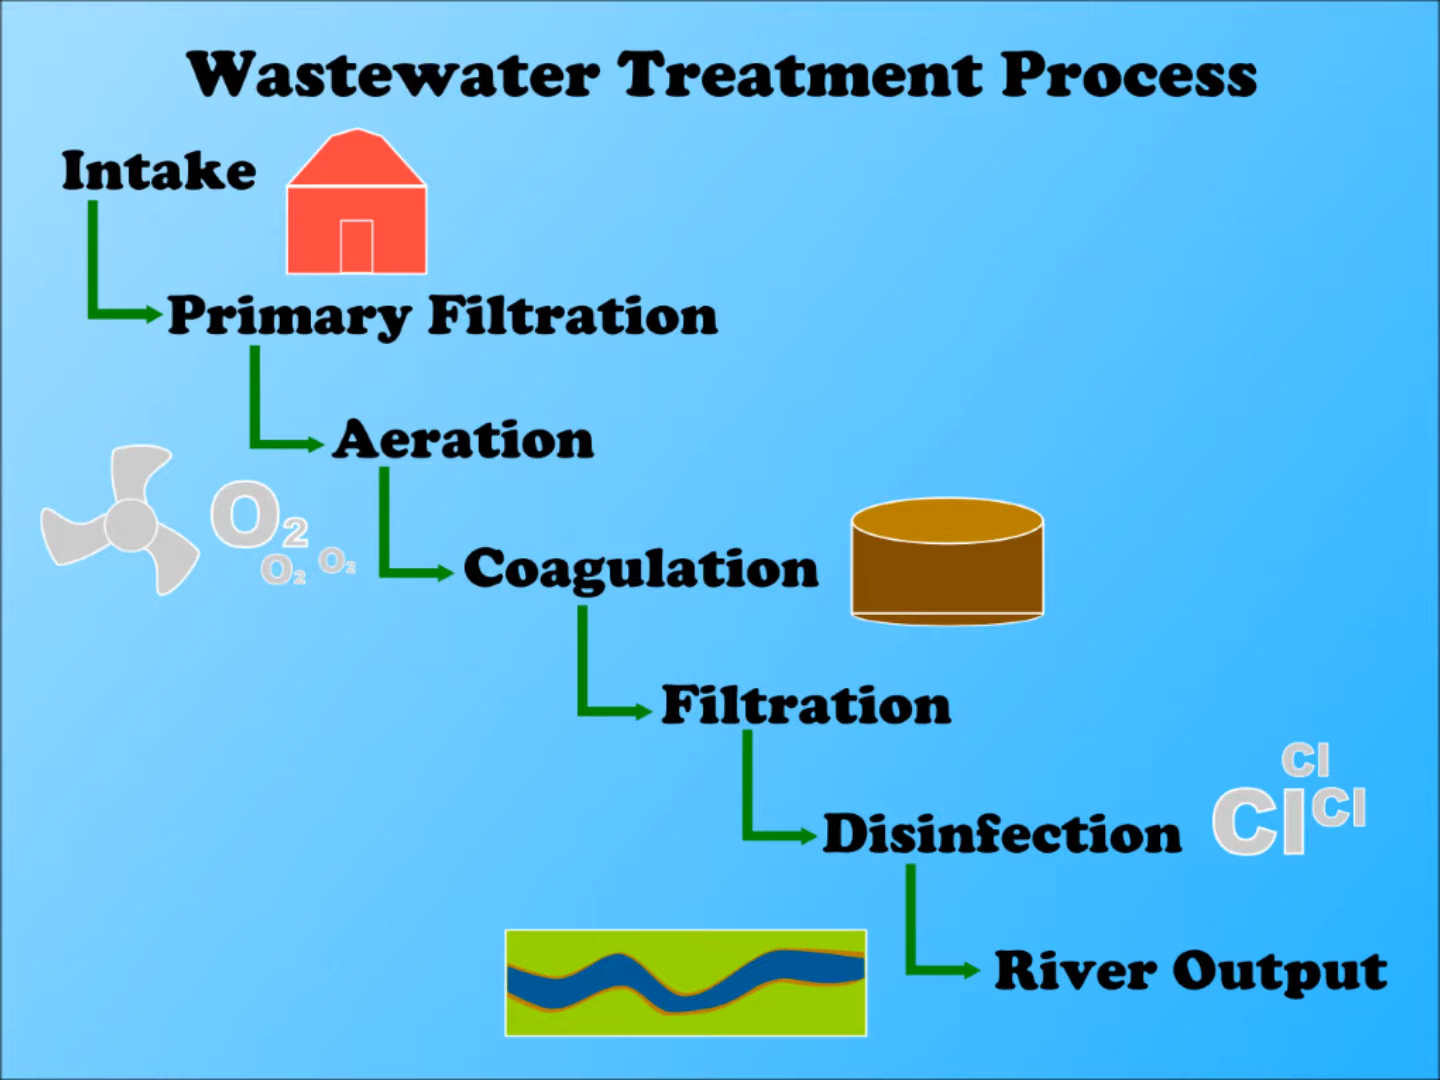 Wastewater Treatment Process
Intake
Primary Filtration
Aeration
O₂
O₂ O₂
Coagulation
Filtration
Cl
Cl Cl
Disinfection
River Output